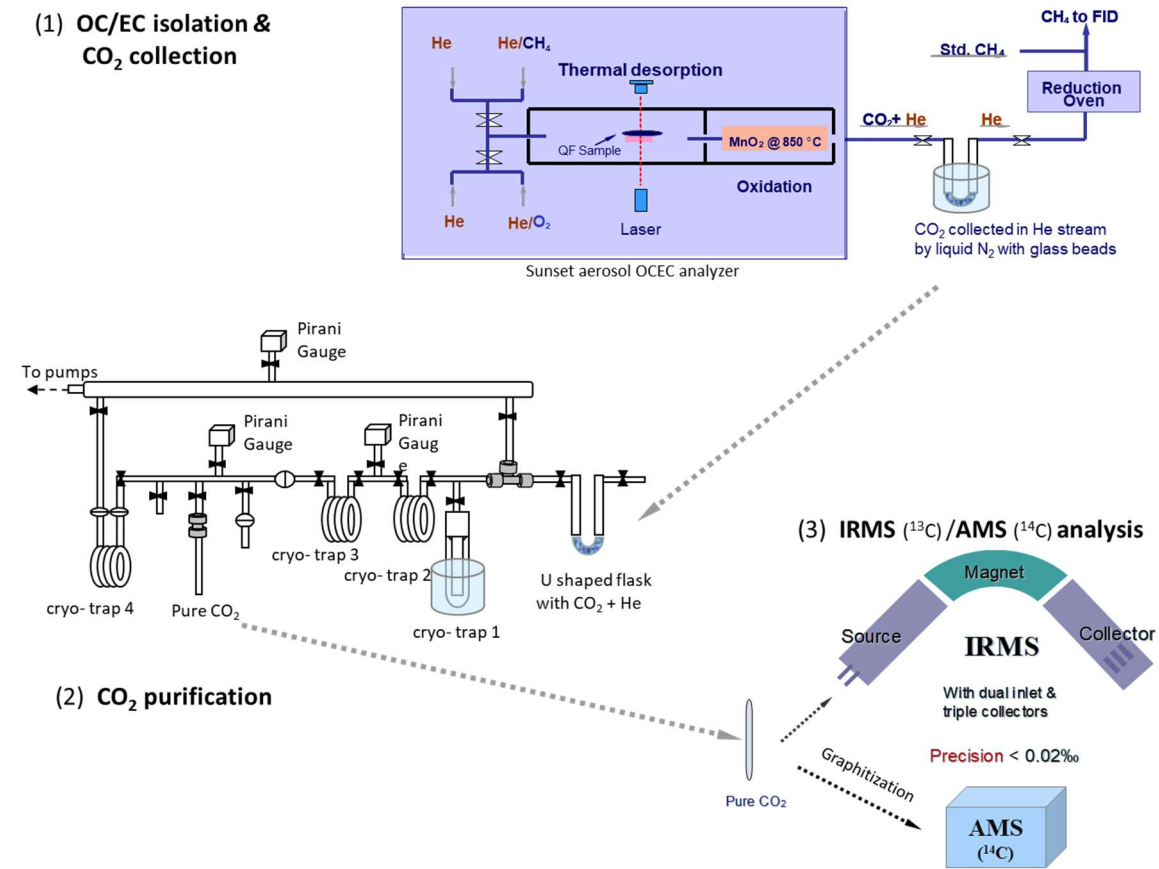 (1) OC/EC isolation &
CO₂ collection
He
He/CH₄
Thermal desorption
QF Sample
MnO₂ @ 850 °C
Oxidation
He
He/O₂
Laser
Sunset aerosol OCEC analyzer
CH₄ to FID
Std. CH₄
Reduction
Oven
CO₂+ He
He
CO₂ collected in He stream
by liquid N₂ with glass beads
Pirani
Gauge
To pumps
Pirani
Gauge
Pirani
Gaug
e
cryo- trap 3
cryo- trap 2
cryo- trap 4
Pure CO₂
cryo- trap 1
U shaped flask
with CO₂ + He
(2) CO₂ purification
(3) IRMS (¹³C) /AMS (¹⁴C) analysis
Magnet
Source
Collector
IRMS
With dual inlet &
triple collectors
Precision < 0.02‰
Graphitization
Pure CO₂
AMS
(¹⁴C)